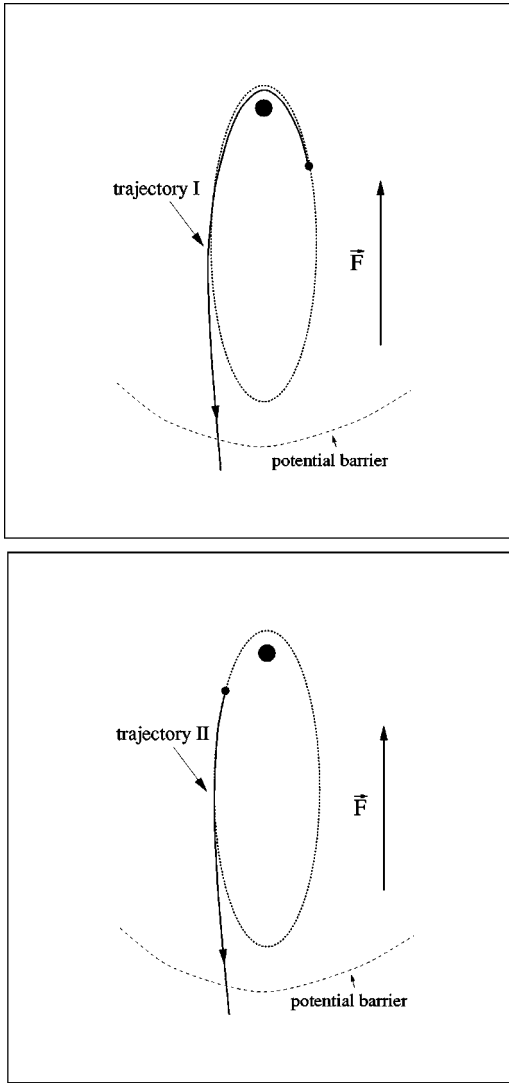 trajectory I
F
potential barrier
trajectory II
F
potential barrier